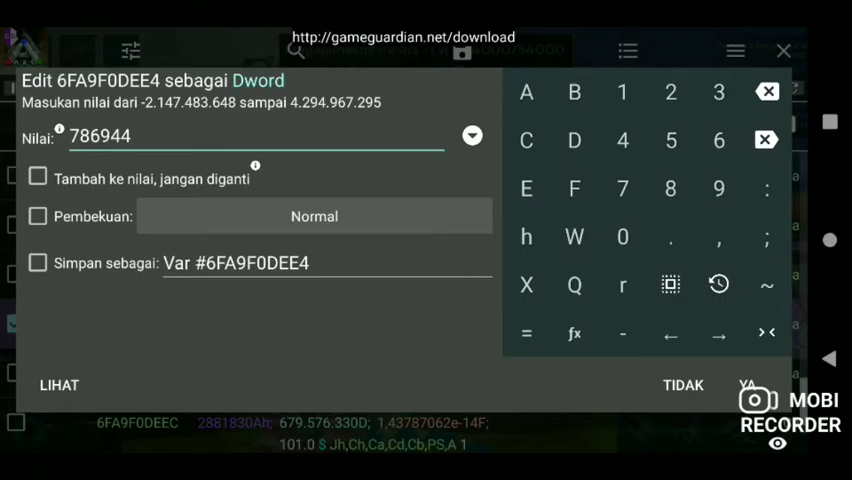 http://gameguardian.net/download
Edit 6FA9F0DEE4 sebagai Dword
Masukan nilai dari -2.147.483.648 sampai 4.294.967.295
Nilai: 786944
Tambah ke nilai, jangan diganti
Pembekuan: Normal
Simpan sebagai: Var #6FA9F0DEE4
A B 1 2 3
C D 4 5 6
E F 7 8 9 :
h W 0 . , ;
X Q r ~
= fx - ← → ><
LIHAT TIDAK YA
MOBI
RECORDER
6FA9F0DEEC 2881830Ah; 679.576.330D; 1,43787062e-14F;
101.0 $ Jh,Ch,Ca,Cd,Cb,PS,A 1